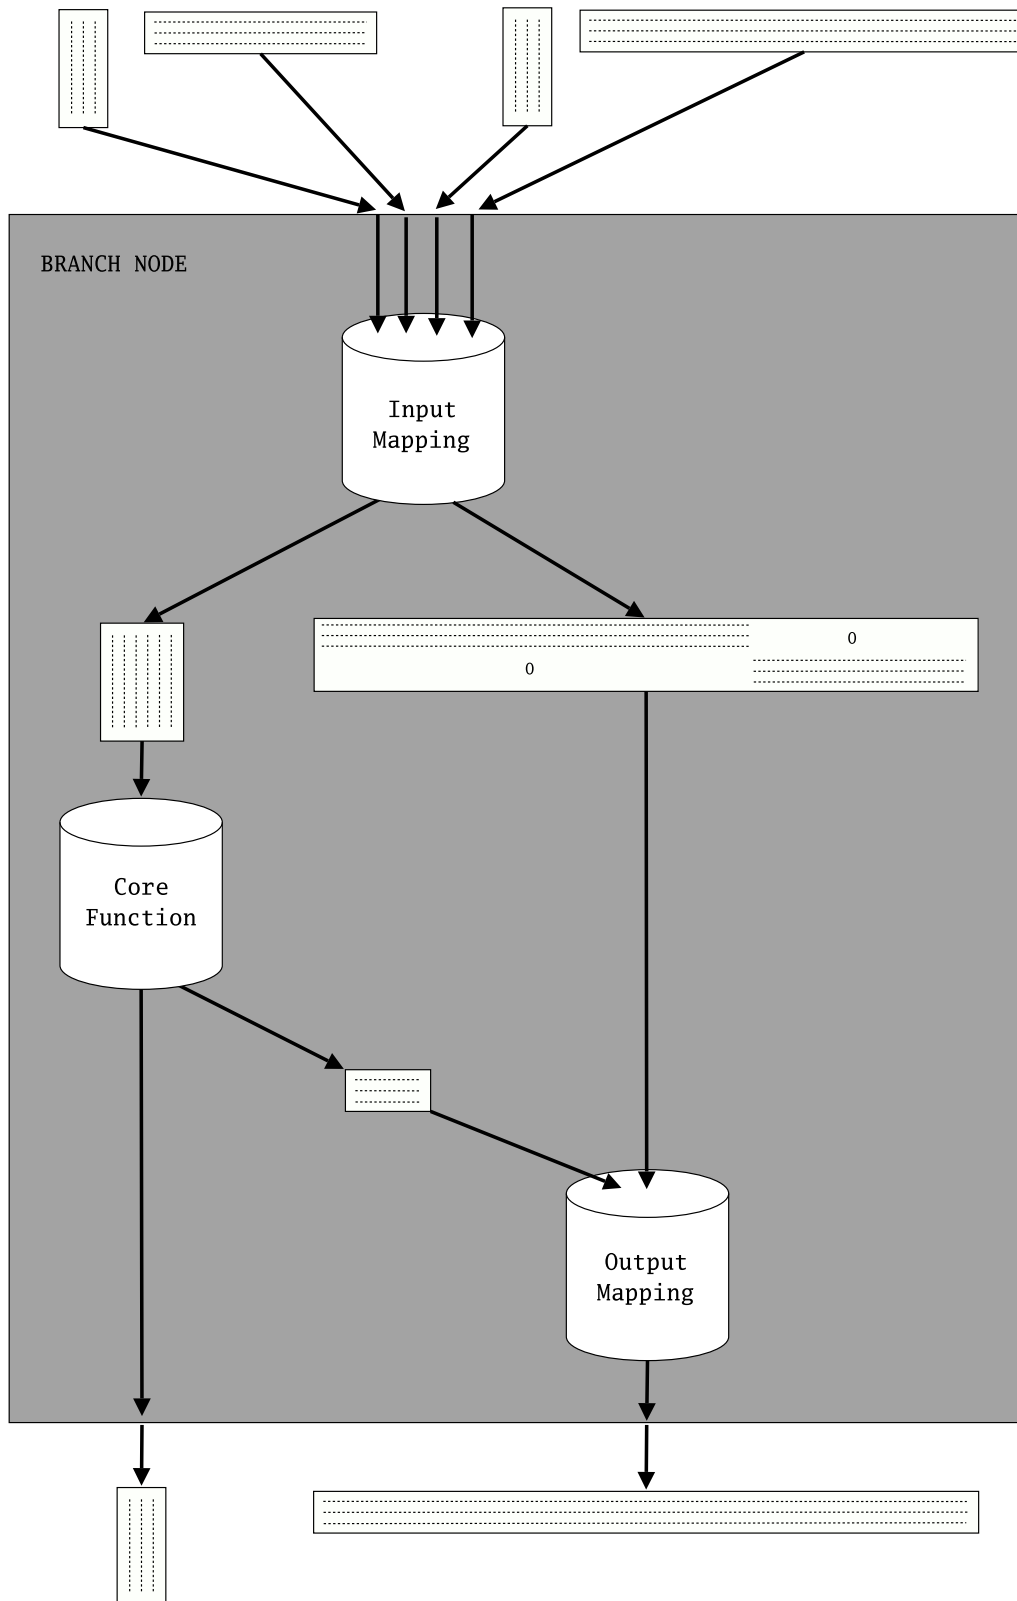 BRANCH NODE
Input
Mapping
0
0
Core
Function
Output
Mapping